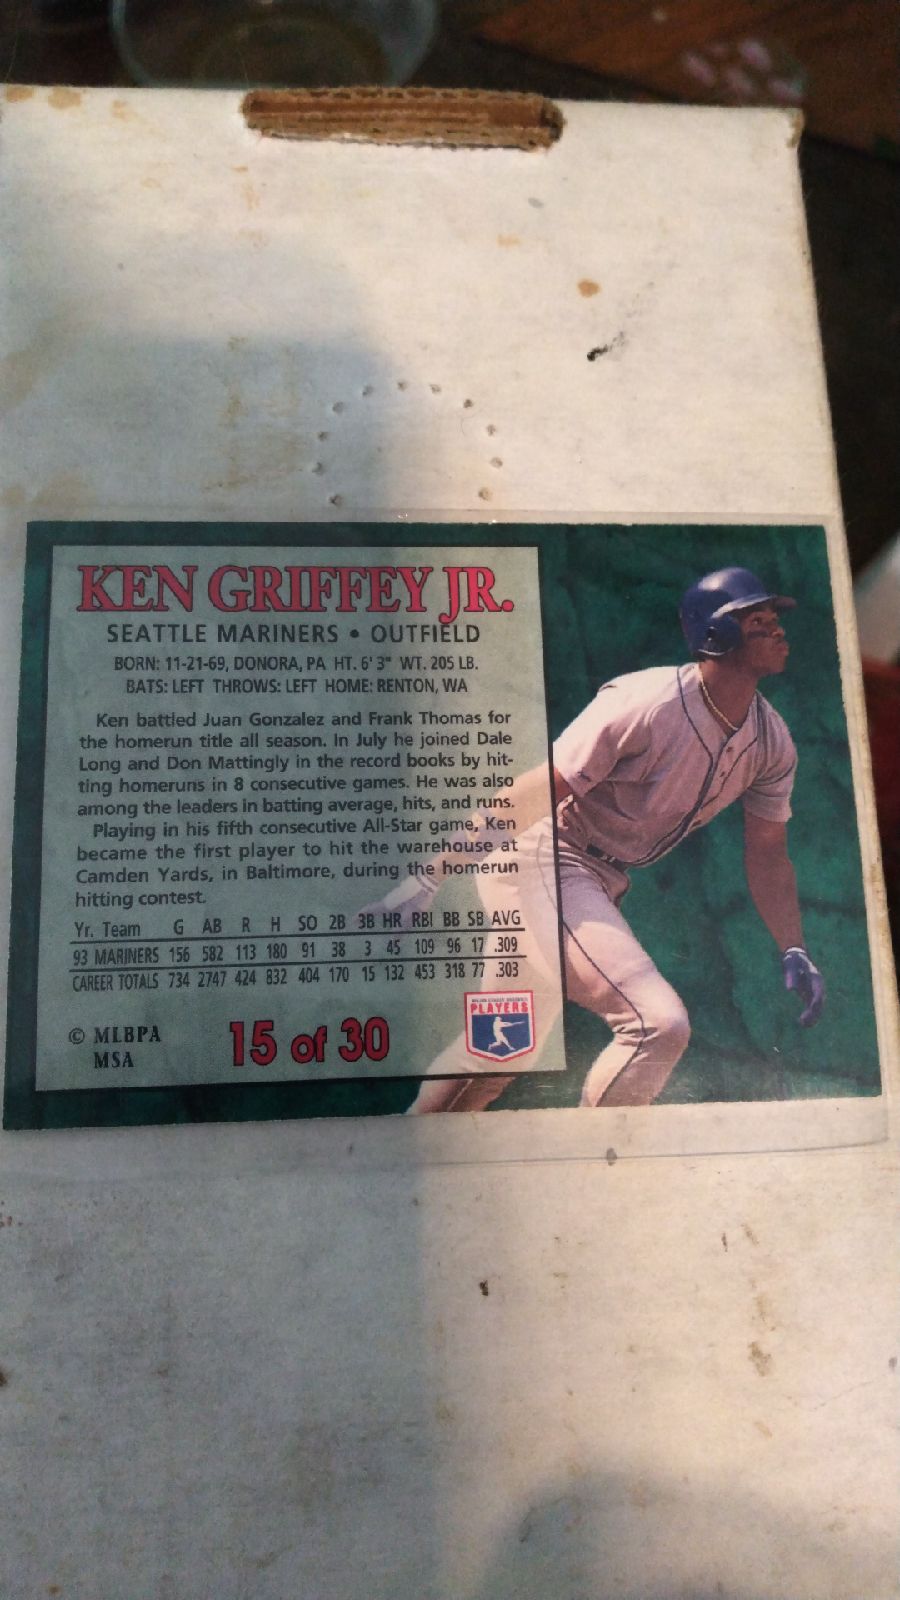 KEN GRIFFEY JR.
SEATTLE MARINERS • OUTFIELD
BORN: 11-21-69, DONORA, PA HT. 6' 3" WT. 205 LB.
BATS: LEFT THROWS: LEFT HOME: RENTON, WA
Ken battled Juan Gonzalez and Frank Thomas for
the homerun title all season. In July he joined Dale
Long and Don Mattingly in the record books by hit-
ting homeruns in 8 consecutive games. He was also
among the leaders in batting average, hits, and runs.
Playing in his fifth consecutive All-Star game, Ken
became the first player to hit the warehouse at
Camden Yards, in Baltimore, during the homerun
hitting contest.
Yr. Team G AB R H SO 2B 3B HR RBI BB SB AVG
93 MARINERS 156 582 113 180 91 38 3 45 109 96 17 .309
CAREER TOTALS 734 2747 424 832 404 170 15 132 453 318 77 .303
© MLBPA
MSA
15 of 30
MAJOR LEAGUE BASEBALL
PLAYERS